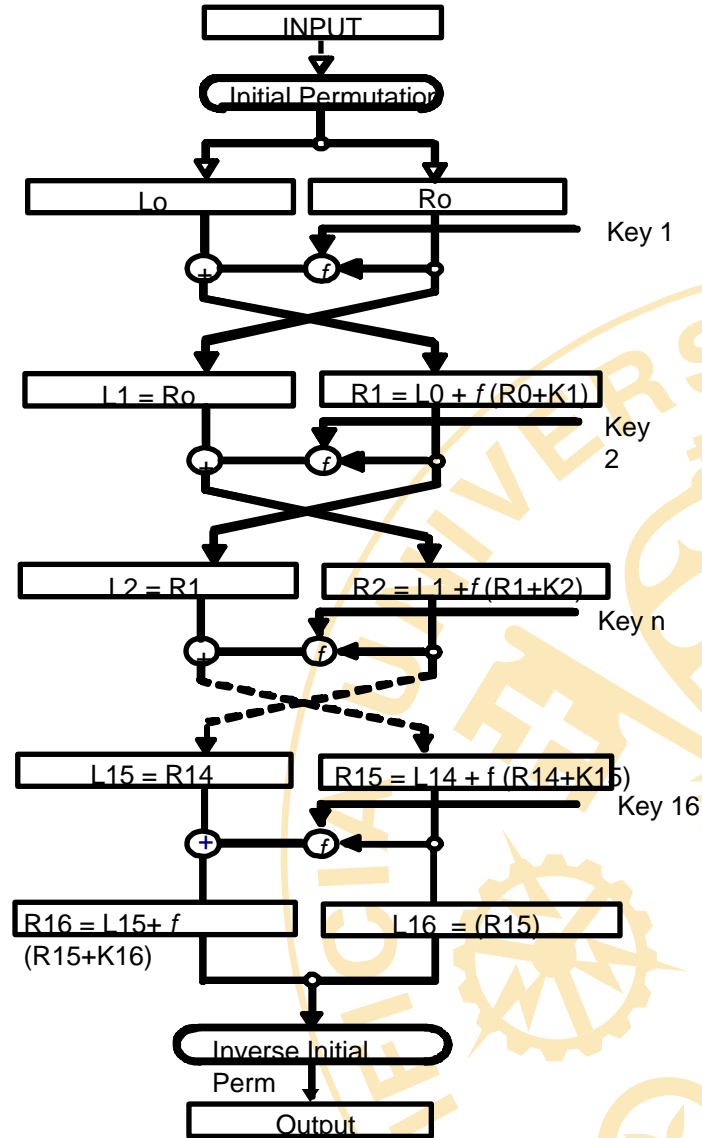 INPUT
Initial Permutation
Lo
Ro
Key 1
+
f
L1 = Ro
R1 = L0 + f (R0+K1)
Key
2
+
f
L2 = R1
R2 = L1 +f (R1+K2)
Key n
+
f
L15 = R14
R15 = L14 + f (R14+K15)
Key 16
+
f
R16 = L15+ f
(R15+K16)
L16 = (R15)
Inverse Initial
Perm
Output
UNIVERS
IFICIA